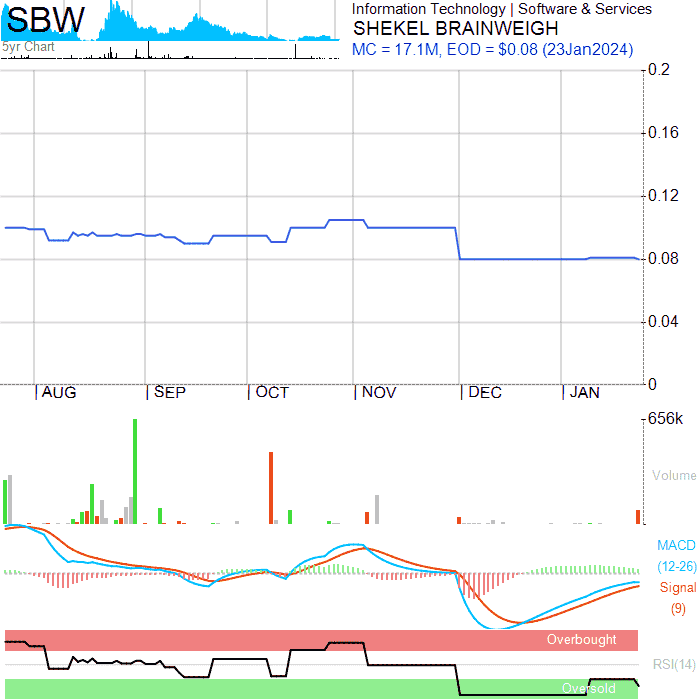 SBW
5yr Chart
Information Technology | Software & Services
SHEKEL BRAINWEIGH
MC = 17.1M, EOD = $0.08 (23Jan2024)
0.2
0.16
0.12
0.08
0.04
0
AUG SEP OCT NOV DEC JAN
656k
Volume
MACD
(12-26)
Signal
(9)
Overbought
RSI(14)
Oversold